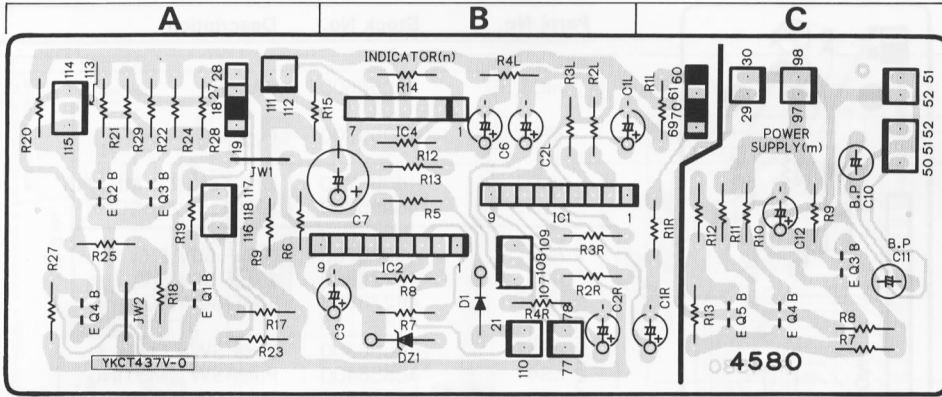 A B C
114
113
115
R20
R21
R29
R22
R24
R28
28
27
18
19
111
112
JW1
R15
INDICATOR(n)
R14
7 1
IC4
R12
R13
R5
R4L
C6
C2L
R3L
R2L
C1L
R1L
60
61
70
69
30
29
98
97
POWER
SUPPLY(m)
51
52
52
51
50
B.P
C10
E Q2 B
E Q3 B
R19
117
118
116
R9
R6
C7
9 1
IC1
R1R
R12
R11
R10
C12
R9
E Q3 B
B.P
C11
R27
R25
E Q4 B
JW2
R18
E Q1 B
R17
R23
9 1
IC2
R8
R7
C3
DZ1
D1
109
108
107
R3R
R2R
R4R
78
21
110
77
C2R
C1R
R13
E Q5 B
E Q4 B
R8
R7
4580
YKCT437V-0